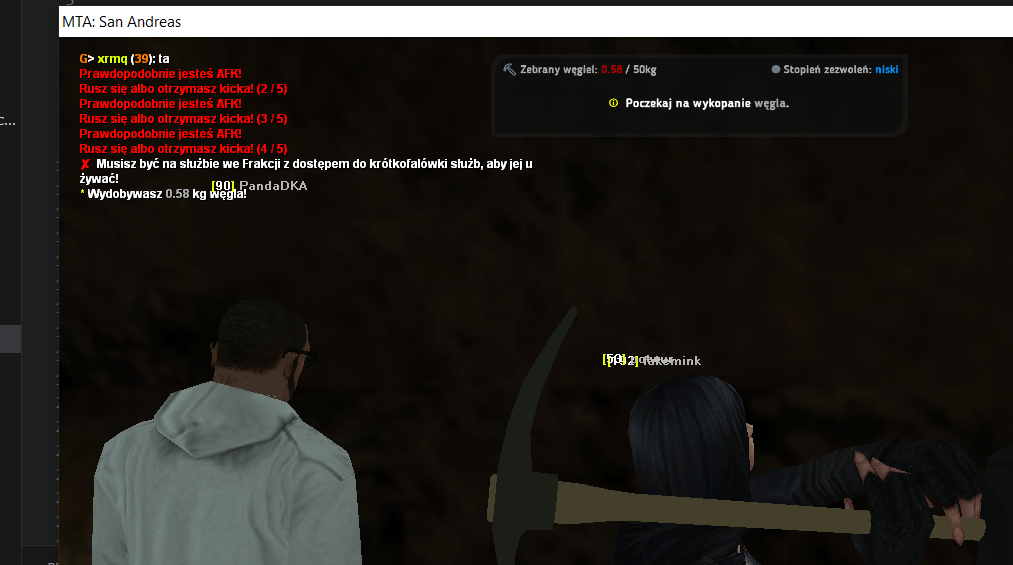 MTA: San Andreas
G> xrmq (39): ta
Prawdopodobnie jesteś AFK!
Rusz się albo otrzymasz kicka! (2 / 5)
Prawdopodobnie jesteś AFK!
Rusz się albo otrzymasz kicka! (3 / 5)
Prawdopodobnie jesteś AFK!
Rusz się albo otrzymasz kicka! (4 / 5)
✘ Musisz być na służbie we Frakcji z dostępem do krótkofalówki służb, aby jej u
żywać!
[90] PandaDKA
* Wydobywasz 0.58 kg węgla!
Zebrany węgiel: 0.58 / 50kg
Stopień zezwoleń: niski
Poczekaj na wykopanie węgla.